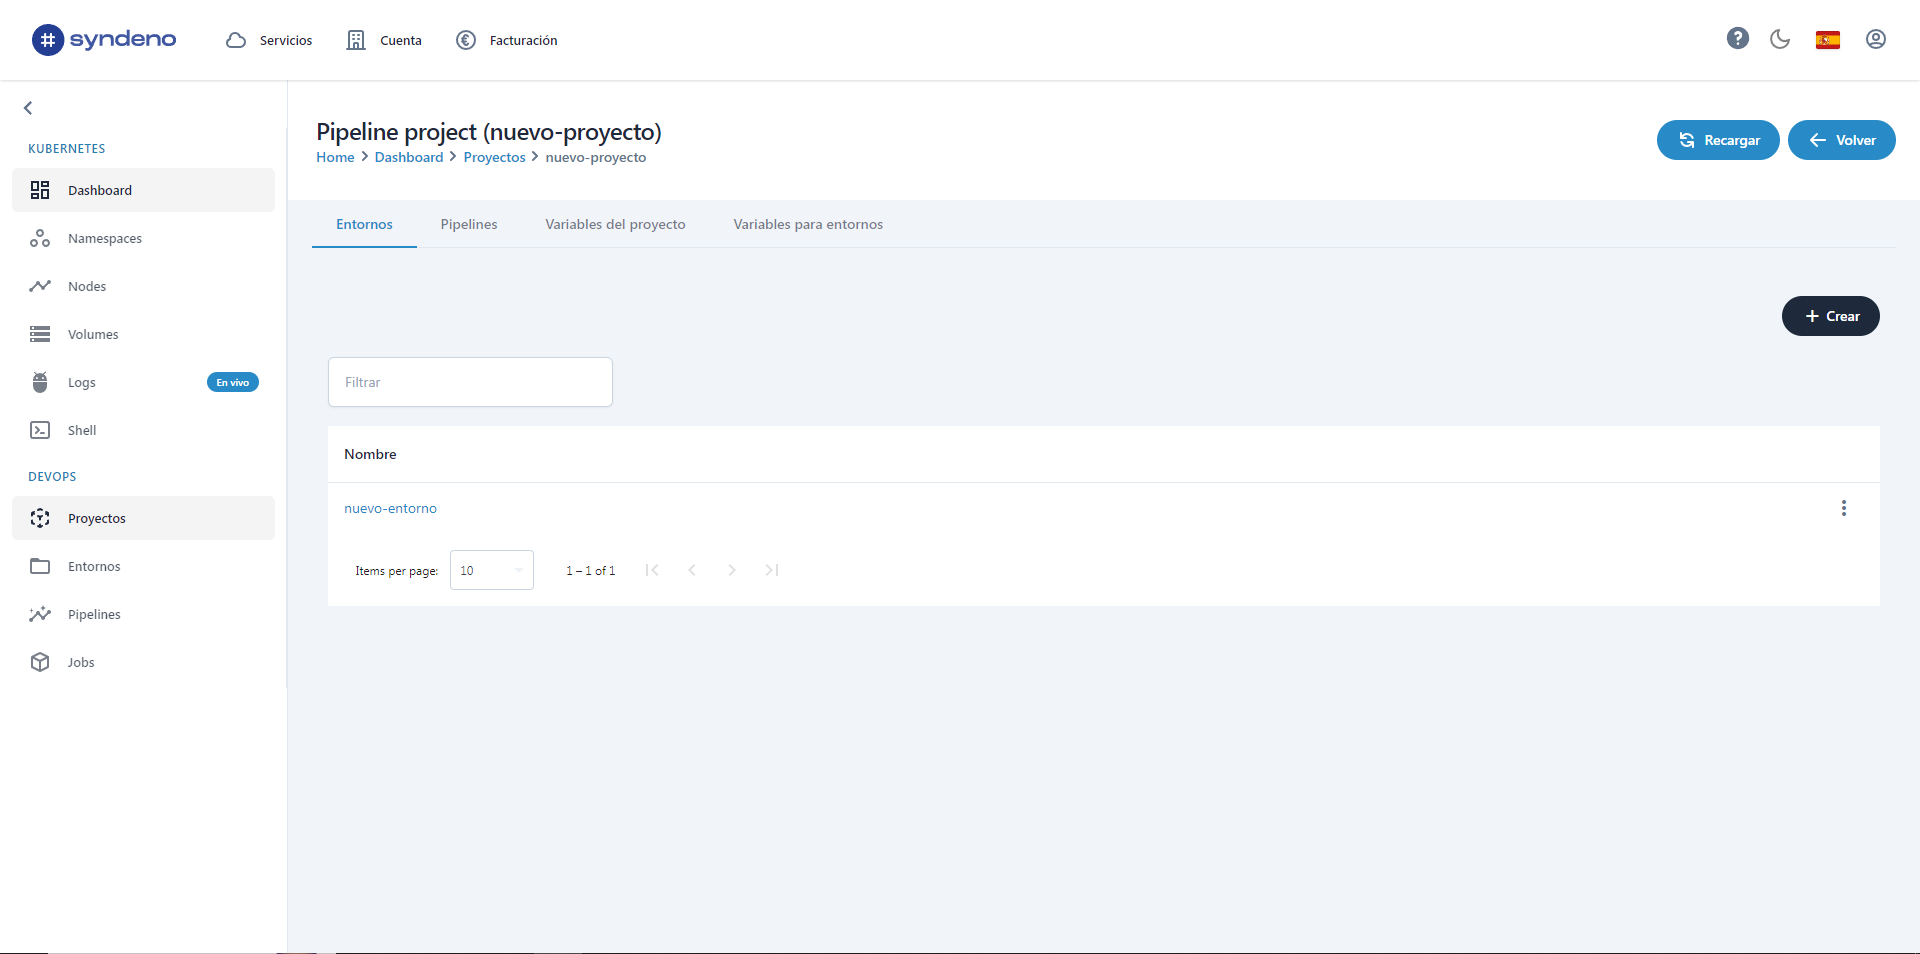 syndeno
Servicios
Cuenta
Facturación
KUBERNETES
Dashboard
Namespaces
Nodes
Volumes
Logs
En vivo
Shell
DEVOPS
Proyectos
Entornos
Pipelines
Jobs
Pipeline project (nuevo-proyecto)
Home > Dashboard > Proyectos > nuevo-proyecto
Recargar
Volver
Entornos
Pipelines
Variables del proyecto
Variables para entornos
+ Crear
Filtrar
Nombre
nuevo-entorno
Items per page: 10 1 – 1 of 1